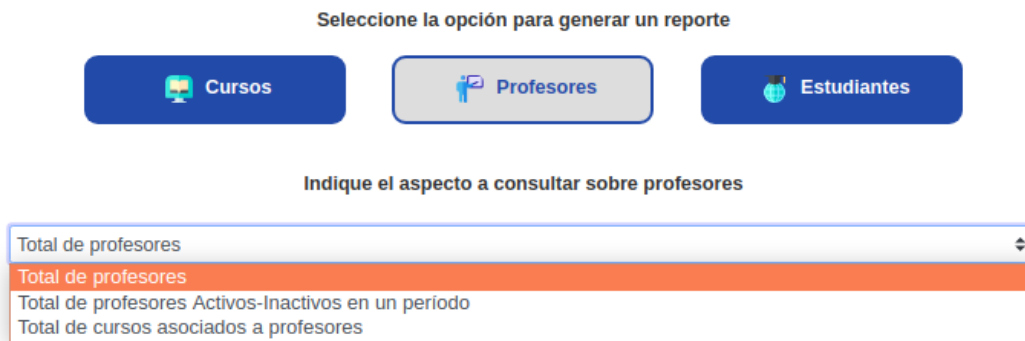 Seleccione la opción para generar un reporte
Cursos
Profesores
Estudiantes
Indique el aspecto a consultar sobre profesores
Total de profesores
Total de profesores
Total de profesores Activos-Inactivos en un período
Total de cursos asociados a profesores